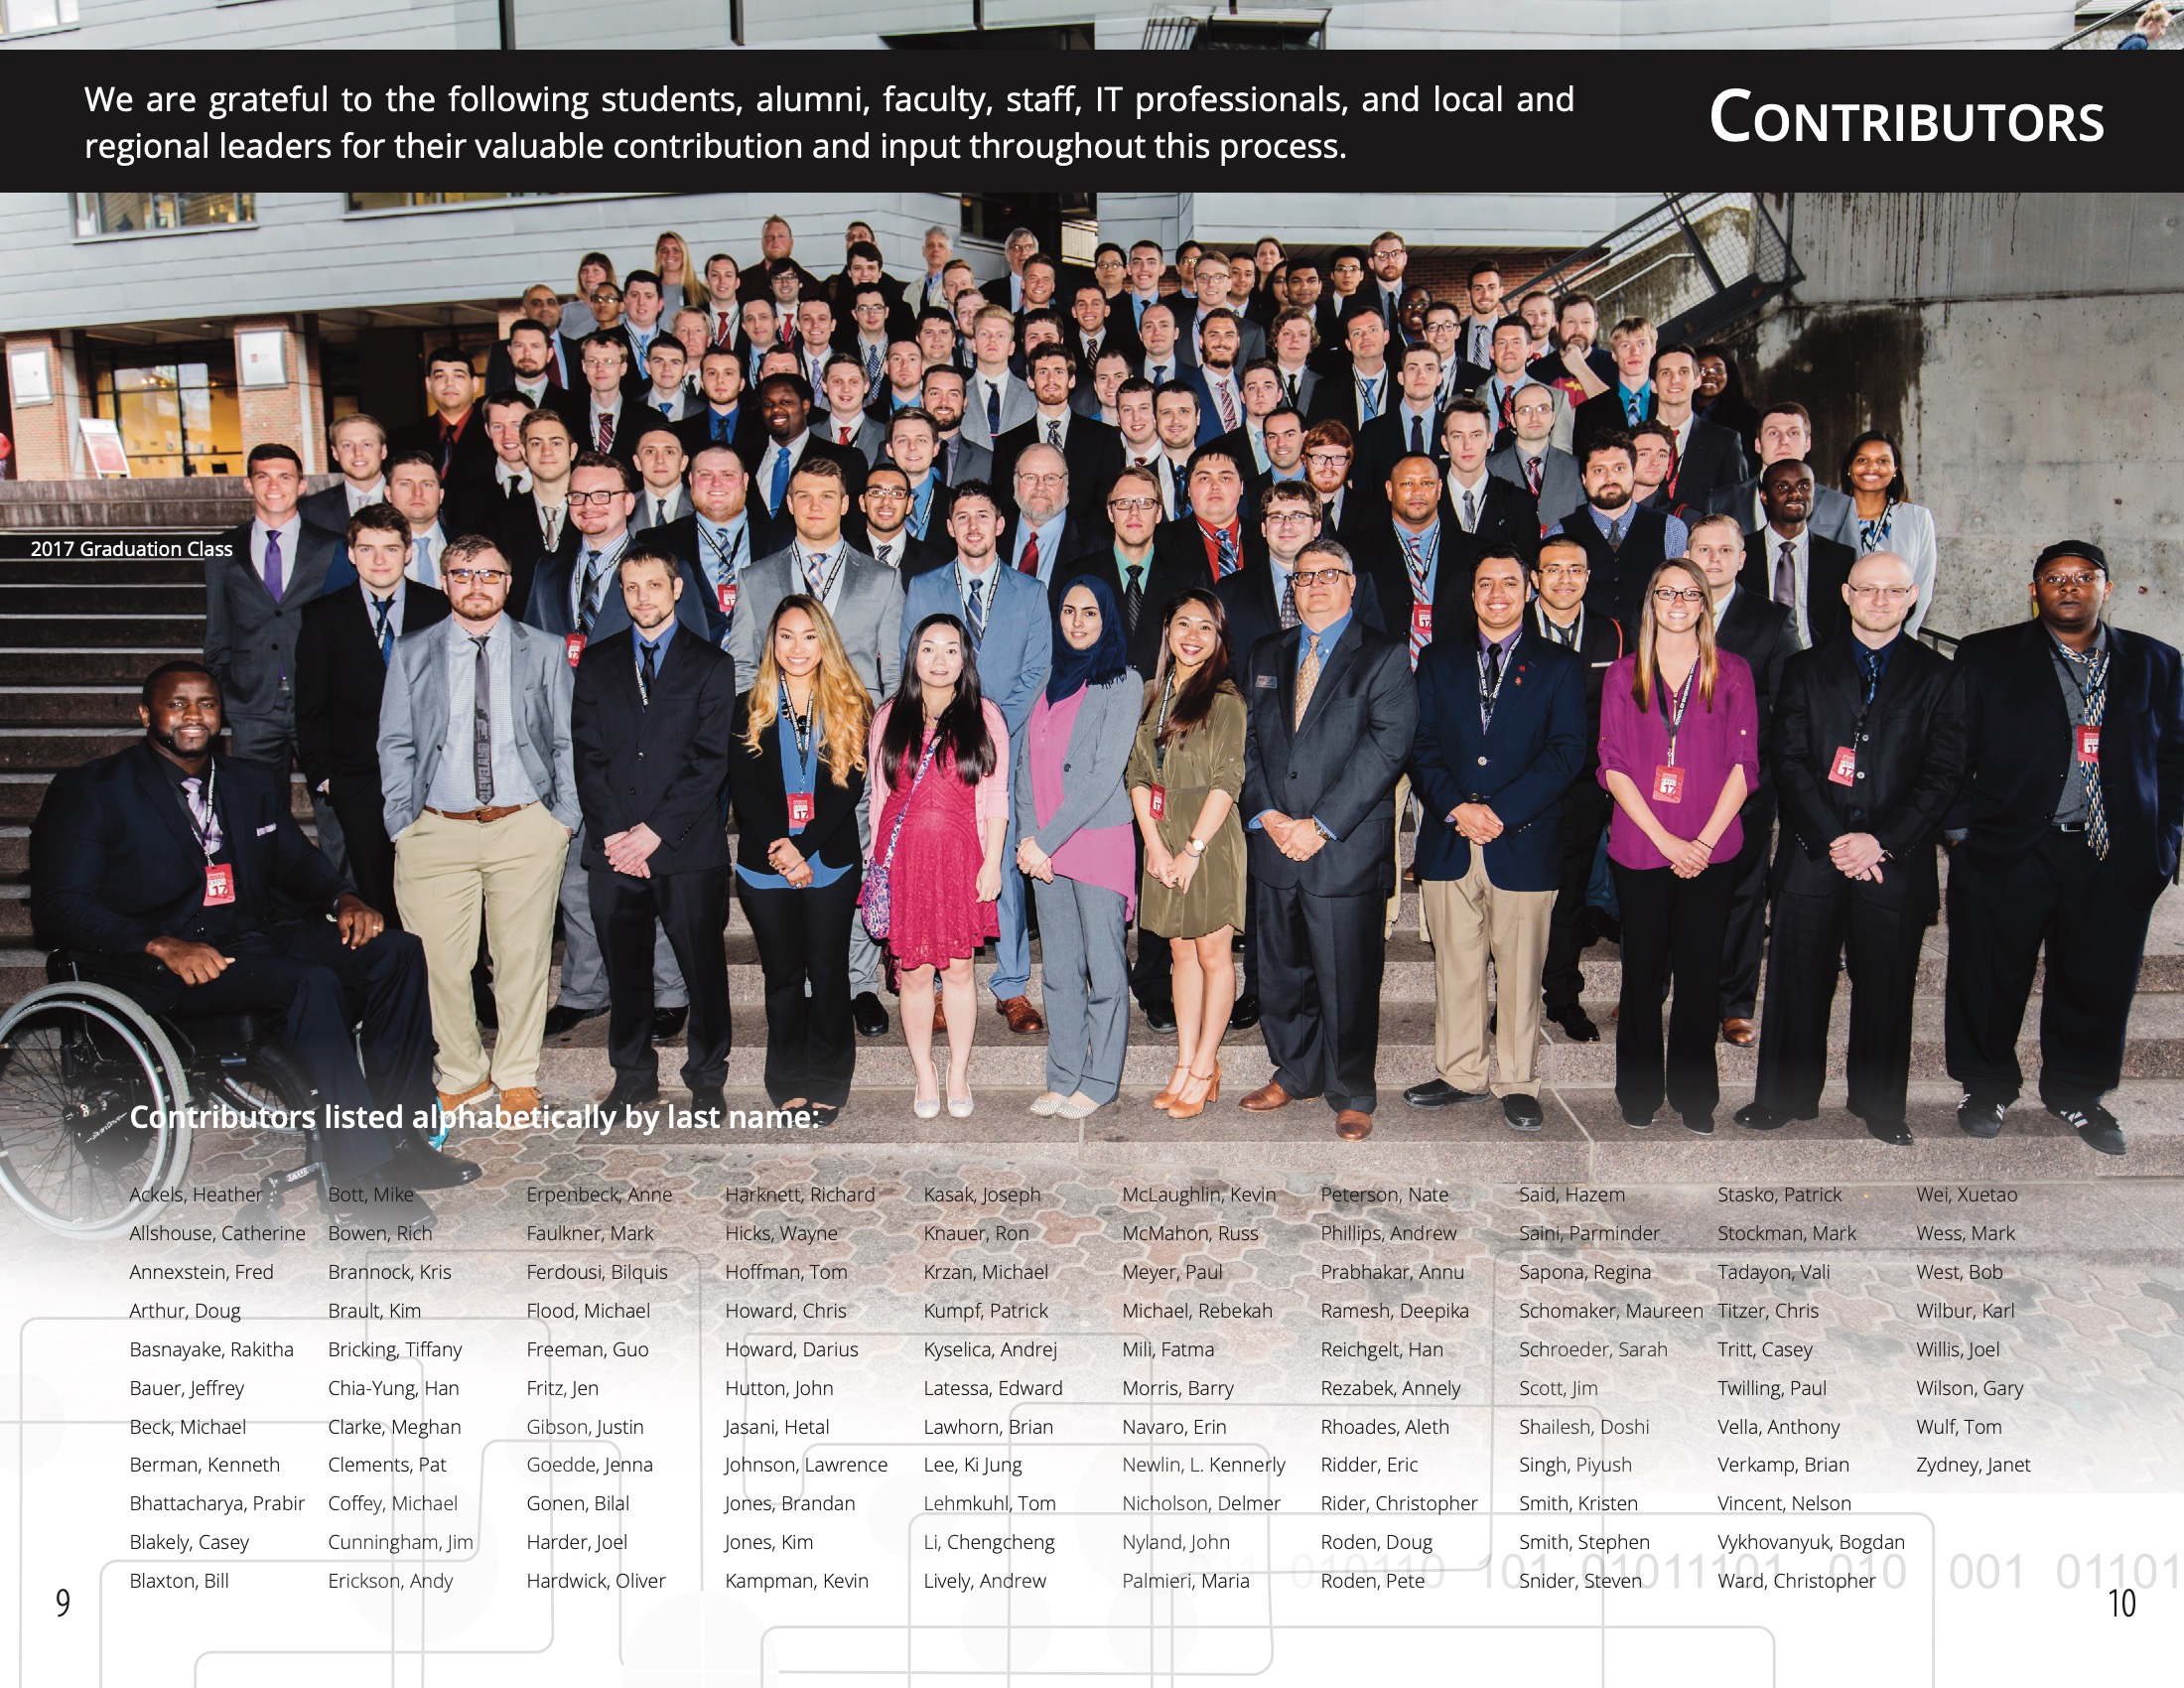 We are grateful to the following students, alumni, faculty, staff, IT professionals, and local and
regional leaders for their valuable contribution and input throughout this process.
CONTRIBUTORS
2017 Graduation Class
Contributors listed alphabetically by last name:
Ackels, Heather
Allshouse, Catherine
Annexstein, Fred
Arthur, Doug
Basnayake, Rakitha
Bauer, Jeffrey
Beck, Michael
Berman, Kenneth
Bhattacharya, Prabir
Blakely, Casey
Blaxton, Bill
Bott, Mike
Bowen, Rich
Brannock, Kris
Brault, Kim
Bricking, Tiffany
Chia-Yung, Han
Clarke, Meghan
Clements, Pat
Coffey, Michael
Cunningham, Jim
Erickson, Andy
Erpenbeck, Anne
Faulkner, Mark
Ferdousi, Bilquis
Flood, Michael
Freeman, Guo
Fritz, Jen
Gibson, Justin
Goedde, Jenna
Gonen, Bilal
Harder, Joel
Hardwick, Oliver
Harknett, Richard
Hicks, Wayne
Hoffman, Tom
Howard, Chris
Howard, Darius
Hutton, John
Jasani, Hetal
Johnson, Lawrence
Jones, Brandan
Jones, Kim
Kampman, Kevin
Kasak, Joseph
Knauer, Ron
Krzan, Michael
Kumpf, Patrick
Kyselica, Andrej
Latessa, Edward
Lawhorn, Brian
Lee, Ki Jung
Lehmkuhl, Tom
Li, Chengcheng
Lively, Andrew
McLaughlin, Kevin
McMahon, Russ
Meyer, Paul
Michael, Rebekah
Mili, Fatma
Morris, Barry
Navaro, Erin
Newlin, L. Kennerly
Nicholson, Delmer
Nyland, John
Palmieri, Maria
Peterson, Nate
Phillips, Andrew
Prabhakar, Annu
Ramesh, Deepika
Reichgelt, Han
Rezabek, Annely
Rhoades, Aleth
Ridder, Eric
Rider, Christopher
Roden, Doug
Roden, Pete
Said, Hazem
Saini, Parminder
Sapona, Regina
Schomaker, Maureen
Schroeder, Sarah
Scott, Jim
Shailesh, Doshi
Singh, Piyush
Smith, Kristen
Smith, Stephen
Snider, Steven
Stasko, Patrick
Stockman, Mark
Tadayon, Vali
Titzer, Chris
Tritt, Casey
Twilling, Paul
Vella, Anthony
Verkamp, Brian
Vincent, Nelson
Vykhovanyuk, Bogdan
Ward, Christopher
Wei, Xuetao
Wess, Mark
West, Bob
Wilbur, Karl
Willis, Joel
Wilson, Gary
Wulf, Tom
Zydney, Janet
010110 101 01011101 010 001 01101
9
10